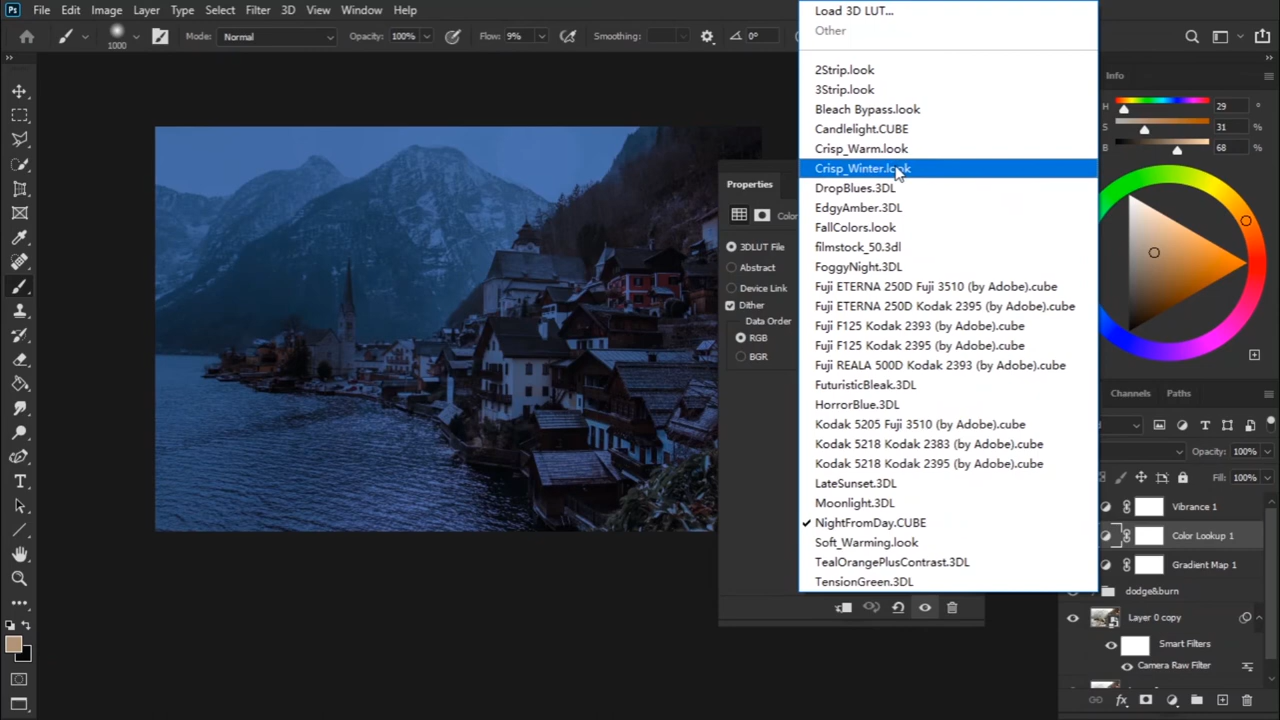 Ps File Edit Image Layer Type Select Filter 3D View Window Help
1000 Mode: Normal Opacity: 100% Flow: 9% Smoothing: 0°
Load 3D LUT...
Other
2Strip.look
3Strip.look
Bleach Bypass.look
Candlelight.CUBE
Crisp_Warm.look
Crisp_Winter.look
DropBlues.3DL
EdgyAmber.3DL
FallColors.look
filmstock_50.3dl
FoggyNight.3DL
Fuji ETERNA 250D Fuji 3510 (by Adobe).cube
Fuji ETERNA 250D Kodak 2395 (by Adobe).cube
Fuji F125 Kodak 2393 (by Adobe).cube
Fuji F125 Kodak 2395 (by Adobe).cube
Fuji REALA 500D Kodak 2393 (by Adobe).cube
FuturisticBleak.3DL
HorrorBlue.3DL
Kodak 5205 Fuji 3510 (by Adobe).cube
Kodak 5218 Kodak 2383 (by Adobe).cube
Kodak 5218 Kodak 2395 (by Adobe).cube
LateSunset.3DL
Moonlight.3DL
NightFromDay.CUBE
Soft_Warming.look
TealOrangePlusContrast.3DL
TensionGreen.3DL
Properties
Color
3DLUT File
Abstract
Device Link
Dither
Data Order
RGB
BGR
Info
H 29 °
S 31 %
B 68 %
Channels Paths
Opacity: 100%
Fill: 100%
Vibrance 1
Color Lookup 1
Gradient Map 1
dodge&burn
Layer 0 copy
Smart Filters
Camera Raw Filter